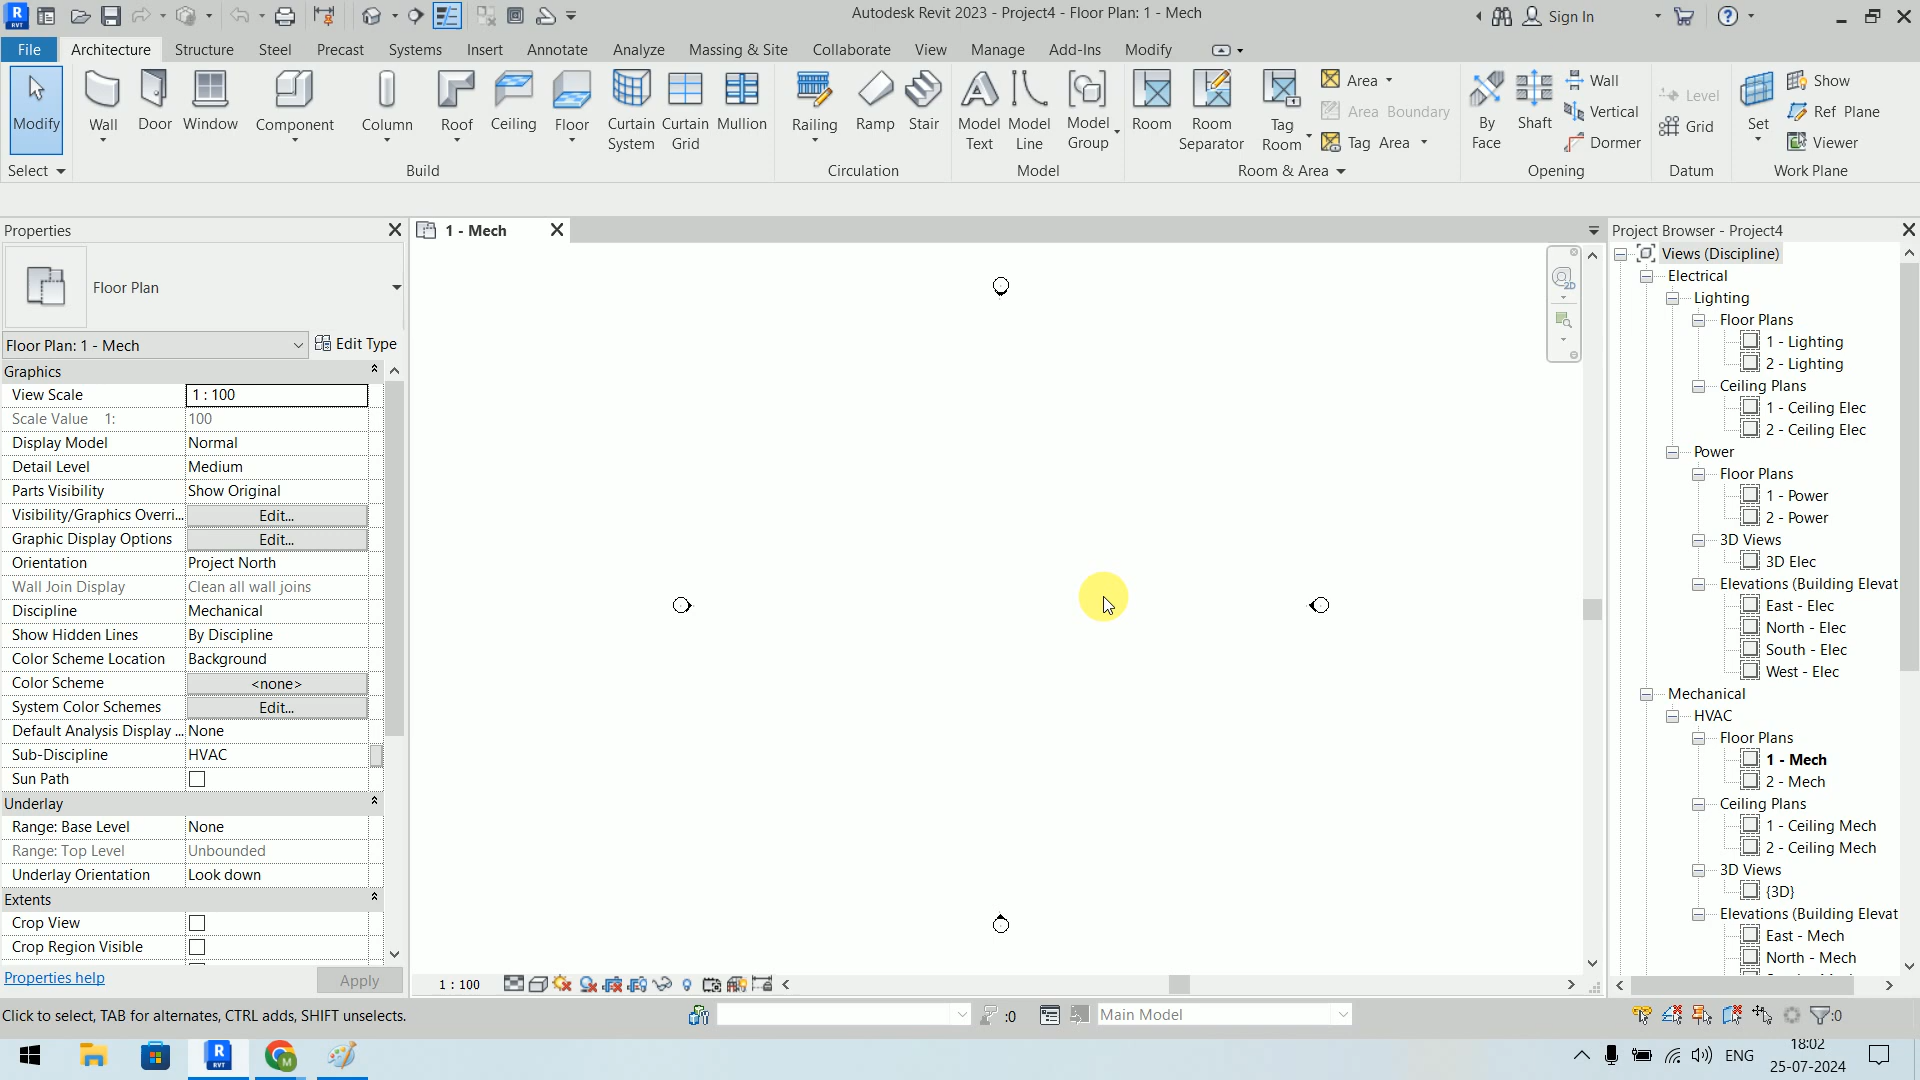 Autodesk Revit 2023 - Project4 - Floor Plan: 1 - Mech
Sign In
File Architecture Structure Steel Precast Systems Insert Annotate Analyze Massing & Site Collaborate View Manage Add-Ins Modify
Modify
Wall
Door
Window
Component
Column
Roof
Ceiling
Floor
Curtain System
Curtain Grid
Mullion
Railing
Ramp
Stair
Model Text
Model Line
Model Group
Room
Room Separator
Tag Room
Area
Area Boundary
Tag Area
By Face
Shaft
Wall
Vertical
Dormer
Level
Grid
Set
Show
Ref Plane
Viewer
Select Build Circulation Model Room & Area Opening Datum Work Plane
Properties
Floor Plan
Floor Plan: 1 - Mech Edit Type
Graphics
View Scale 1 : 100
Scale Value 1: 100
Display Model Normal
Detail Level Medium
Parts Visibility Show Original
Visibility/Graphics Overri... Edit...
Graphic Display Options Edit...
Orientation Project North
Wall Join Display Clean all wall joins
Discipline Mechanical
Show Hidden Lines By Discipline
Color Scheme Location Background
Color Scheme <none>
System Color Schemes Edit...
Default Analysis Display ... None
Sub-Discipline HVAC
Sun Path
Underlay
Range: Base Level None
Range: Top Level Unbounded
Underlay Orientation Look down
Extents
Crop View
Crop Region Visible
Properties help Apply
1 - Mech
2D
1 : 100
Project Browser - Project4
Views (Discipline)
Electrical
Lighting
Floor Plans
1 - Lighting
2 - Lighting
Ceiling Plans
1 - Ceiling Elec
2 - Ceiling Elec
Power
Floor Plans
1 - Power
2 - Power
3D Views
3D Elec
Elevations (Building Elevat
East - Elec
North - Elec
South - Elec
West - Elec
Mechanical
HVAC
Floor Plans
1 - Mech
2 - Mech
Ceiling Plans
1 - Ceiling Mech
2 - Ceiling Mech
3D Views
{3D}
Elevations (Building Elevat
East - Mech
North - Mech
Click to select, TAB for alternates, CTRL adds, SHIFT unselects. :0 Main Model :0
R
RVT
M
ENG
18:02
25-07-2024